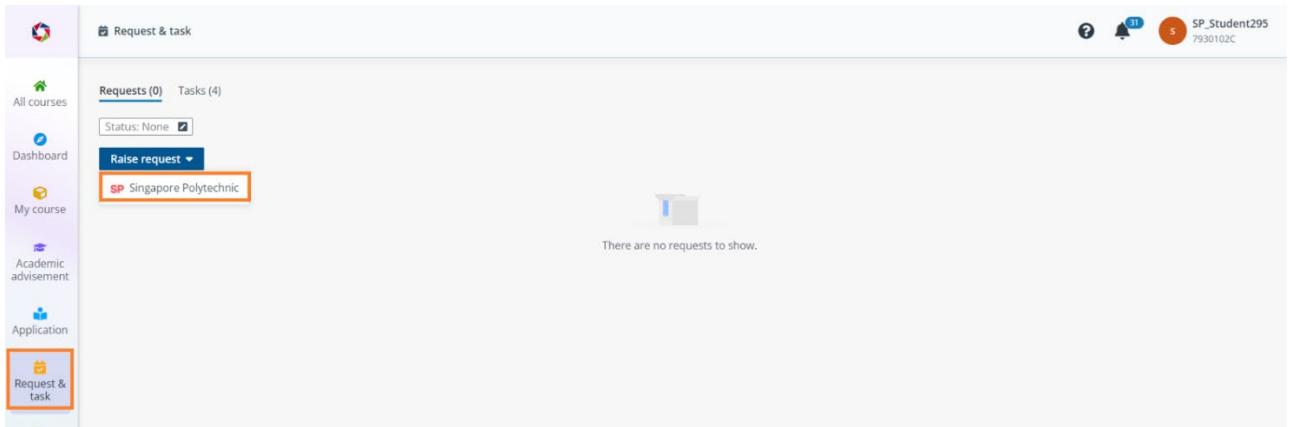 Request & task
31
S
SP_Student295
7930102C
All courses
Dashboard
My course
Academic
advisement
Application
Request &
task
Requests (0)
Tasks (4)
Status: None
Raise request
SP Singapore Polytechnic
There are no requests to show.